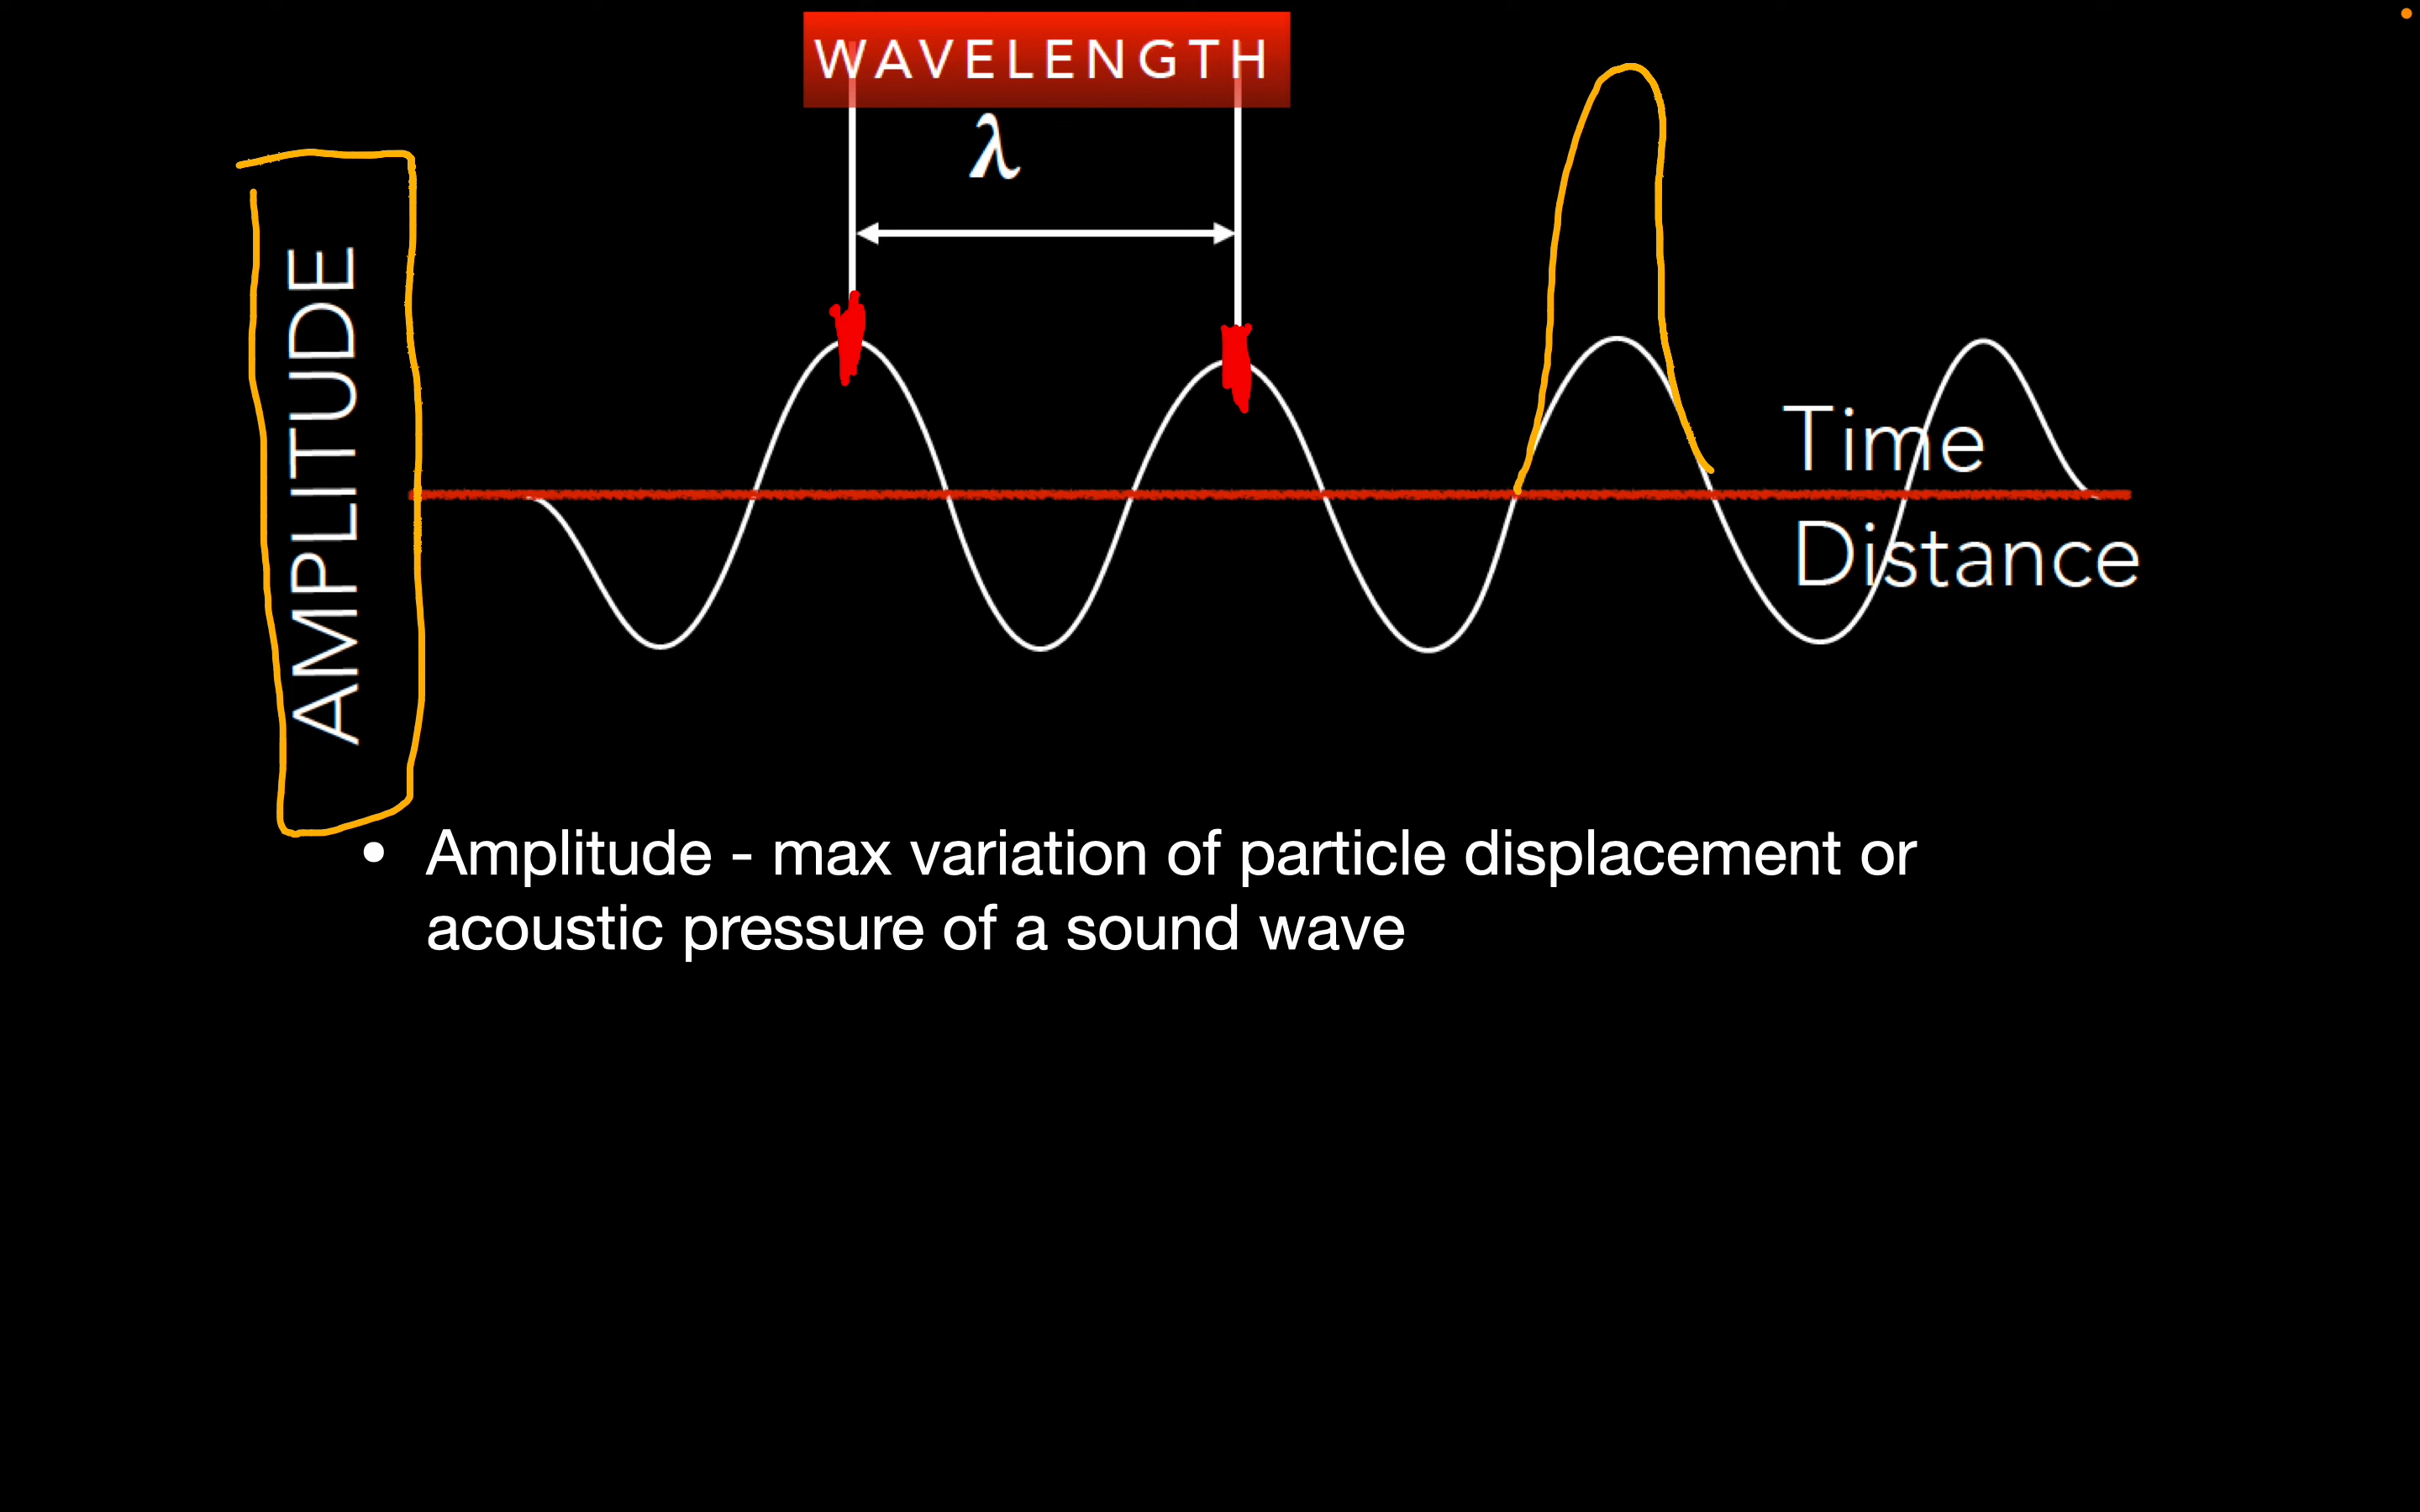 WAVELENGTH
λ
AMPLITUDE
Time
Distance
• Amplitude - max variation of particle displacement or
acoustic pressure of a sound wave